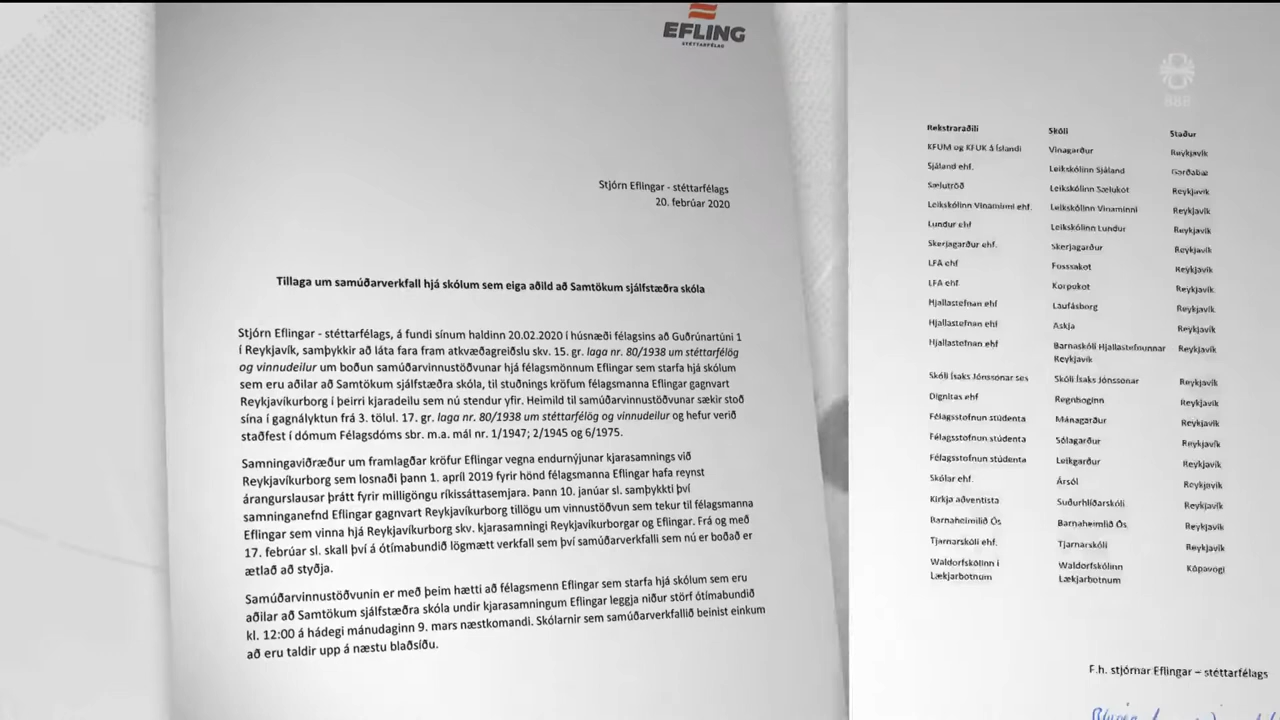 EFLING
STÉTTARFÉLAG
Stjórn Eflingar - stéttarfélags
20. febrúar 2020
Tillaga um samúðarverkfall hjá skólum sem eiga aðild að Samtökum sjálfstæðra skóla
Stjórn Eflingar - stéttarfélags, á fundi sínum haldinn 20.02.2020 í húsnæði félagsins að Guðrúnartúni 1
í Reykjavík, samþykkir að láta fara fram atkvæðagreiðslu skv. 15. gr. laga nr. 80/1938 um stéttarfélög
og vinnudeilur um boðun samúðarvinnustöðvunar hjá félagsmönnum Eflingar sem starfa hjá skólum
sem eru aðilar að Samtökum sjálfstæðra skóla, til stuðnings kröfum félagsmanna Eflingar gagnvart
Reykjavíkurborg í þeirri kjaradeilu sem nú stendur yfir. Heimild til samúðarvinnustöðvunar sækir stoð
sína í gagnályktun frá 3. tölul. 17. gr. laga nr. 80/1938 um stéttarfélög og vinnudeilur og hefur verið
staðfest í dómum Félagsdóms sbr. m.a. mál nr. 1/1947; 2/1945 og 6/1975.
Samningaviðræður um framlagðar kröfur Eflingar vegna endurnýjunar kjarasamnings við
Reykjavíkurborg sem losnaði þann 1. apríl 2019 fyrir hönd félagsmanna Eflingar hafa reynst
árangurslausar þrátt fyrir milligöngu ríkissáttasemjara. Þann 10. janúar sl. samþykkti því
samninganefnd Eflingar gagnvart Reykjavíkurborg tillögu um vinnustöðvun sem tekur til félagsmanna
Eflingar sem vinna hjá Reykjavíkurborg skv. kjarasamningi Reykjavíkurborgar og Eflingar. Frá og með
17. febrúar sl. skall því á ótímabundið lögmætt verkfall sem því samúðarverkfalli sem nú er boðað er
ætlað að styðja.
Samúðarvinnustöðvunin er með þeim hætti að félagsmenn Eflingar sem starfa hjá skólum sem eru
aðilar að Samtökum sjálfstæðra skóla undir kjarasamningum Eflingar leggja niður störf ótímabundið
kl. 12:00 á hádegi mánudaginn 9. mars næstkomandi. Skólarnir sem samúðarverkfallið beinist einkum
að eru taldir upp á næstu blaðsíðu.
888
Rekstraraðili Skóli Staður
KFUM og KFUK á Íslandi Vinagarður Reykjavík
Sjáland ehf. Leikskólinn Sjáland Garðabæ
Sælutröð Leikskólinn Sælukot Reykjavík
Leikskólinn Vinaminni ehf. Leikskólinn Vinaminni Reykjavík
Lundur ehf Leikskólinn Lundur Reykjavík
Skerjagarður ehf. Skerjagarður Reykjavík
LFA ehf Fossakot Reykjavík
LFA ehf Korpukot Reykjavík
Hjallastefnan ehf Laufásborg Reykjavík
Hjallastefnan ehf Askja Reykjavík
Hjallastefnan ehf Barnaskóli Hjallastefnunnar Reykjavík
Reykjavík
Skóli Ísaks Jónssonar ses Skóli Ísaks Jónssonar Reykjavík
Dignitas ehf Regnboginn Reykjavík
Félagsstofnun stúdenta Mánagarður Reykjavík
Félagsstofnun stúdenta Sólagarður Reykjavík
Félagsstofnun stúdenta Leikgarður Reykjavík
Skólar ehf. Ársól Reykjavík
Kirkja aðventista Suðurhlíðarskóli Reykjavík
Barnaheimilið Ós Barnaheimlið Ós Reykjavík
Tjarnarskóli ehf. Tjarnarskóli Reykjavík
Waldorfskólinn í Waldorfskólinn Kópavogi
Lækjarbotnum Lækjarbotnum
F.h. stjórnar Eflingar – stéttarfélags